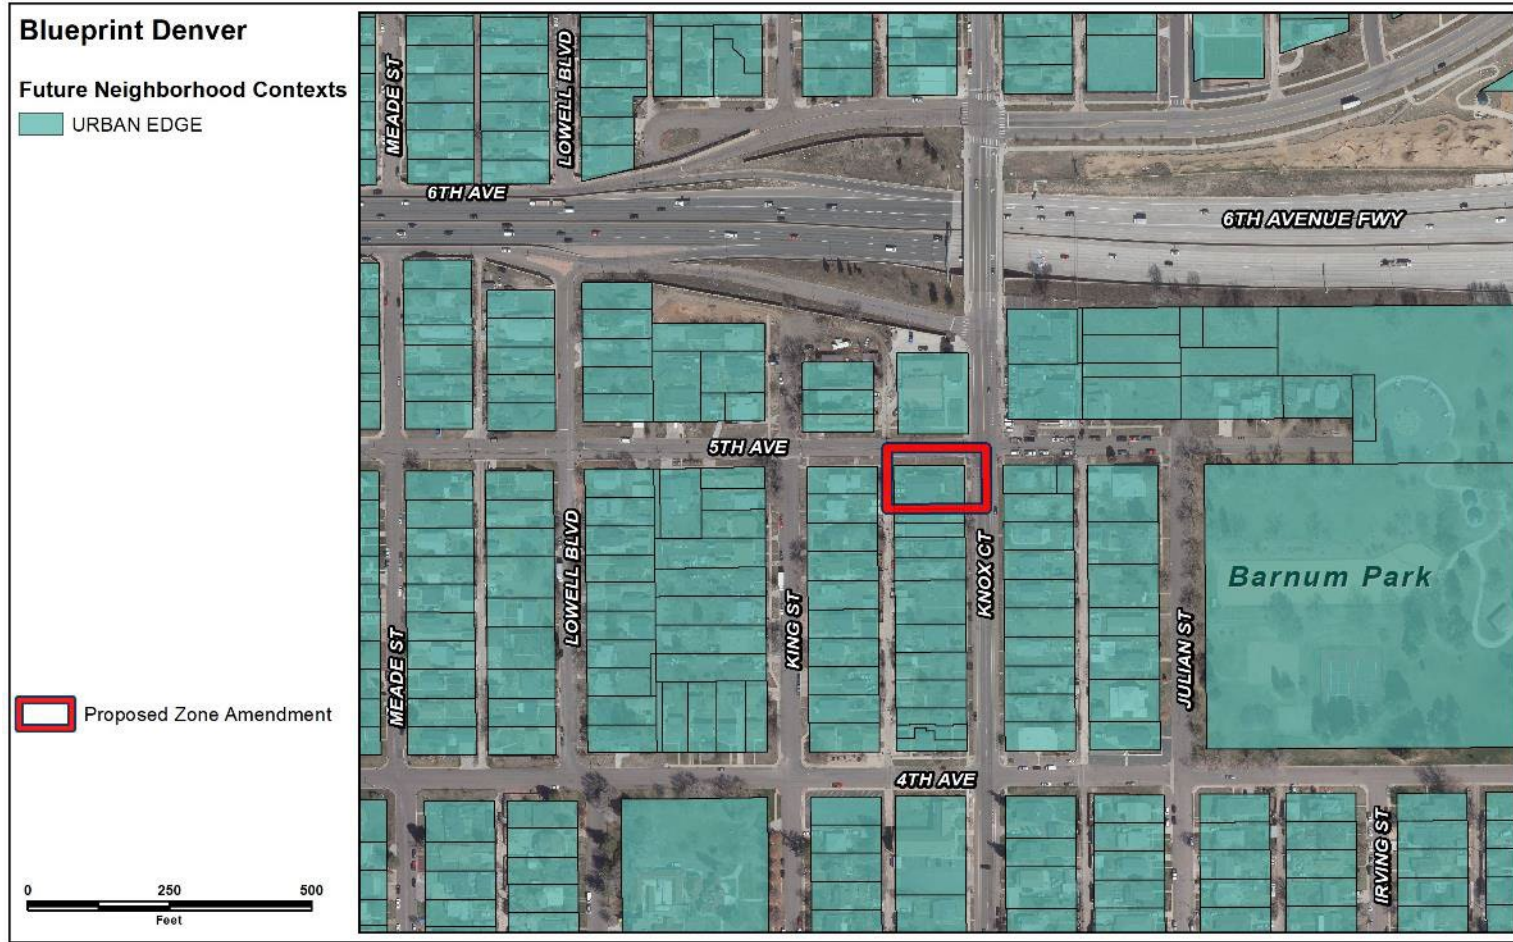 Blueprint Denver
Future Neighborhood Contexts
URBAN EDGE
Proposed Zone Amendment
0 250 500
Feet
MEADE ST
LOWELL BLVD
6TH AVE
6TH AVENUE FWY
5TH AVE
LOWELL BLVD
KING ST
KNOX CT
MEADE ST
JULIAN ST
Barnum Park
4TH AVE
IRVING ST